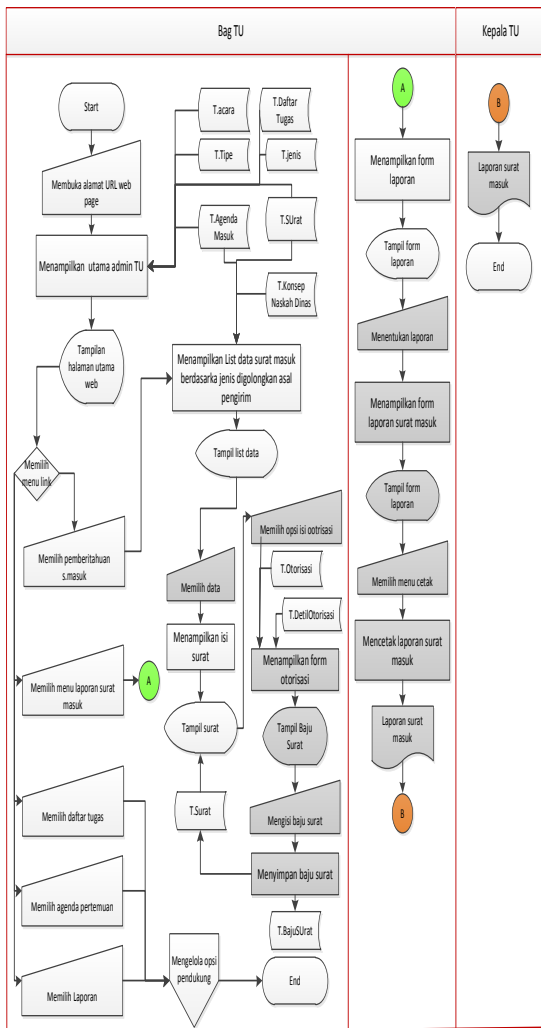 Bag TU
Kepala TU
Start
Membuka alamat URL web
page
Menampilkan utama admin TU
Tampilan
halaman utama
web
Memilih
menu link
Memilih pemberitahuan
s.masuk
Memilih menu laporan surat
masuk
A
Memilih daftar tugas
Memilih agenda pertemuan
Memilih Laporan
T.acara
T.Daftar
Tugas
T.Tipe
T.jenis
T.Agenda
Masuk
T.SUrat
T.Konsep
Naskah Dinas
Menampilkan List data surat masuk
berdasarka jenis digolongkan asal
pengirim
Tampil list data
Memilih opsi isi ootrisasi
Memilih data
T.Otorisasi
T.DetilOtorisasi
Menampilkan isi
surat
Menampilkan form
otorisasi
Tampil surat
Tampil Baju
Surat
T.Surat
Mengisi baju surat
Menyimpan baju surat
T.BajuSUrat
Mengelola opsi
pendukung
End
A
Menampilkan form
laporan
Tampil form
laporan
Menentukan laporan
Menampilkan form
laporan surat masuk
Tampil form
laporan
Memilih menu cetak
Mencetak laporan surat
masuk
Laporan surat
masuk
B
B
Laporan surat
masuk
End